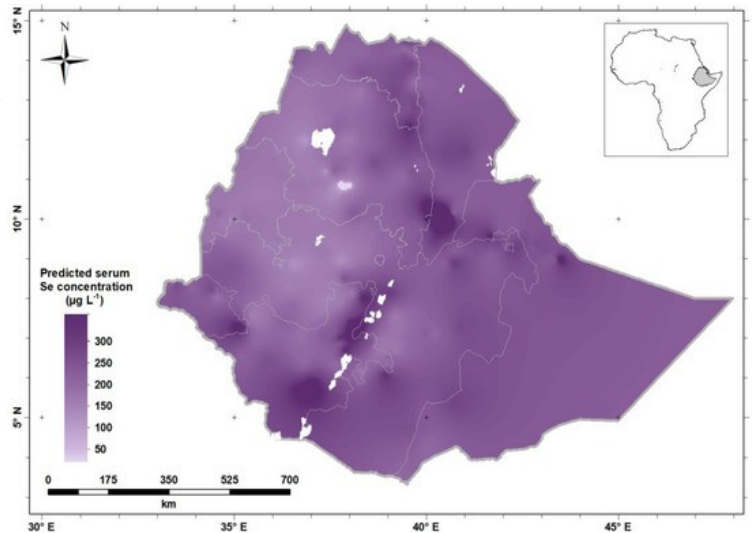 15° N
N
10° N
Predicted serum
Se concentration
(µg L⁻¹)
300
250
200
150
100
50
5° N
0 175 350 525 700
km
30° E 35° E 40° E 45° E